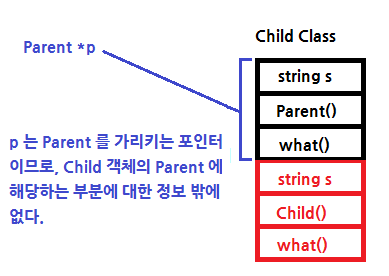 Child Class
Parent *p
string s
Parent()
what()
p 는 Parent 를 가리키는 포인터
이므로, Child 객체의 Parent 에
해당하는 부분에 대한 정보 밖에
없다.
string s
Child()
what()